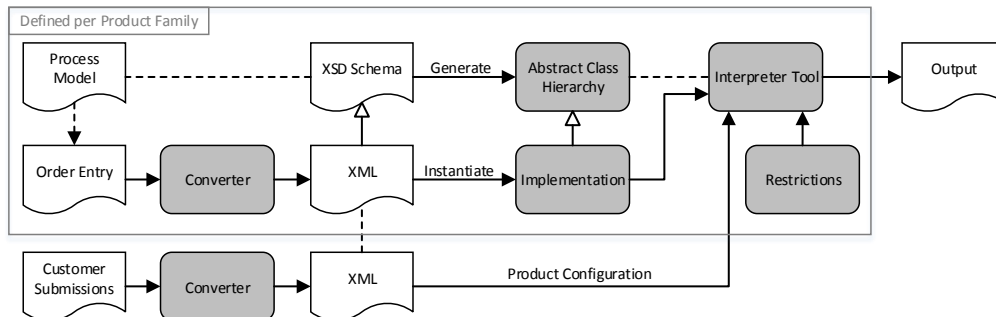 Defined per Product Family
Process
Model
XSD Schema
Generate
Abstract Class
Hierarchy
Interpreter Tool
Output
Order Entry
Converter
XML
Instantiate
Implementation
Restrictions
Customer
Submissions
Converter
XML
Product Configuration